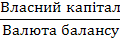 Власний капітал
Валюта балансу